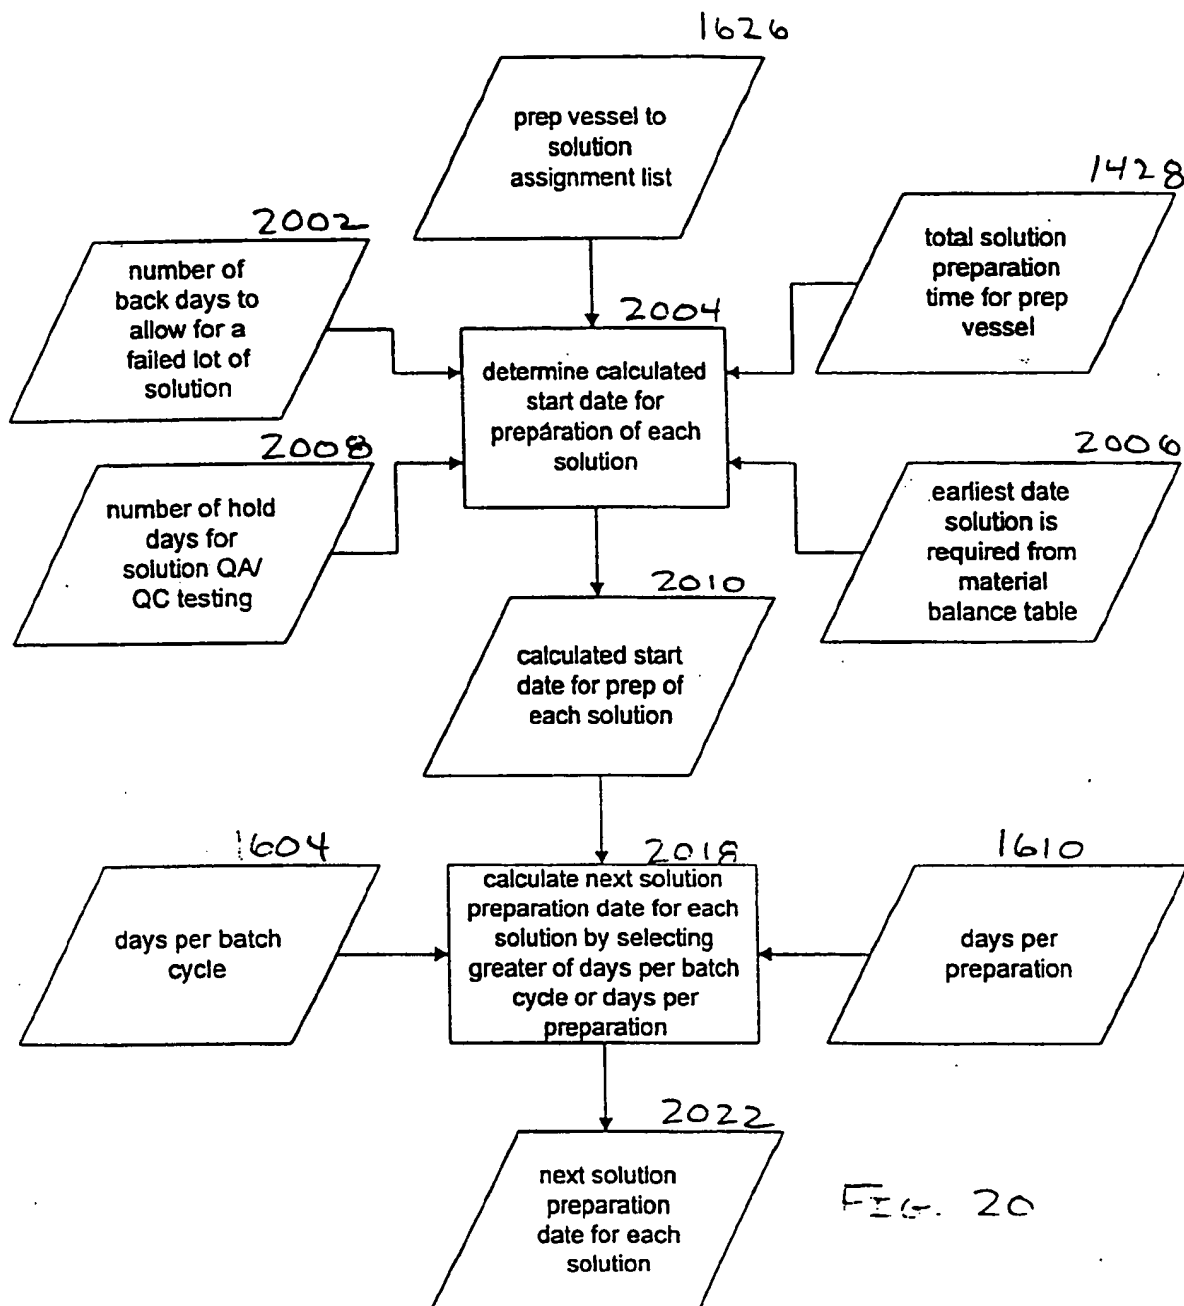 1626
prep vessel to
solution
assignment list
1428
total solution
preparation
time for prep
vessel
2002
number of
back days to
allow for a
failed lot of
solution
2004
determine calculated
start date for
preparation of each
solution
2008
number of hold
days for
solution QA/
QC testing
2006
earliest date
solution is
required from
material
balance table
2010
calculated start
date for prep of
each solution
1604
days per batch
cycle
2018
calculate next solution
preparation date for each
solution by selecting
greater of days per batch
cycle or days per
preparation
1610
days per
preparation
2022
next solution
preparation
date for each
solution
FIG. 20